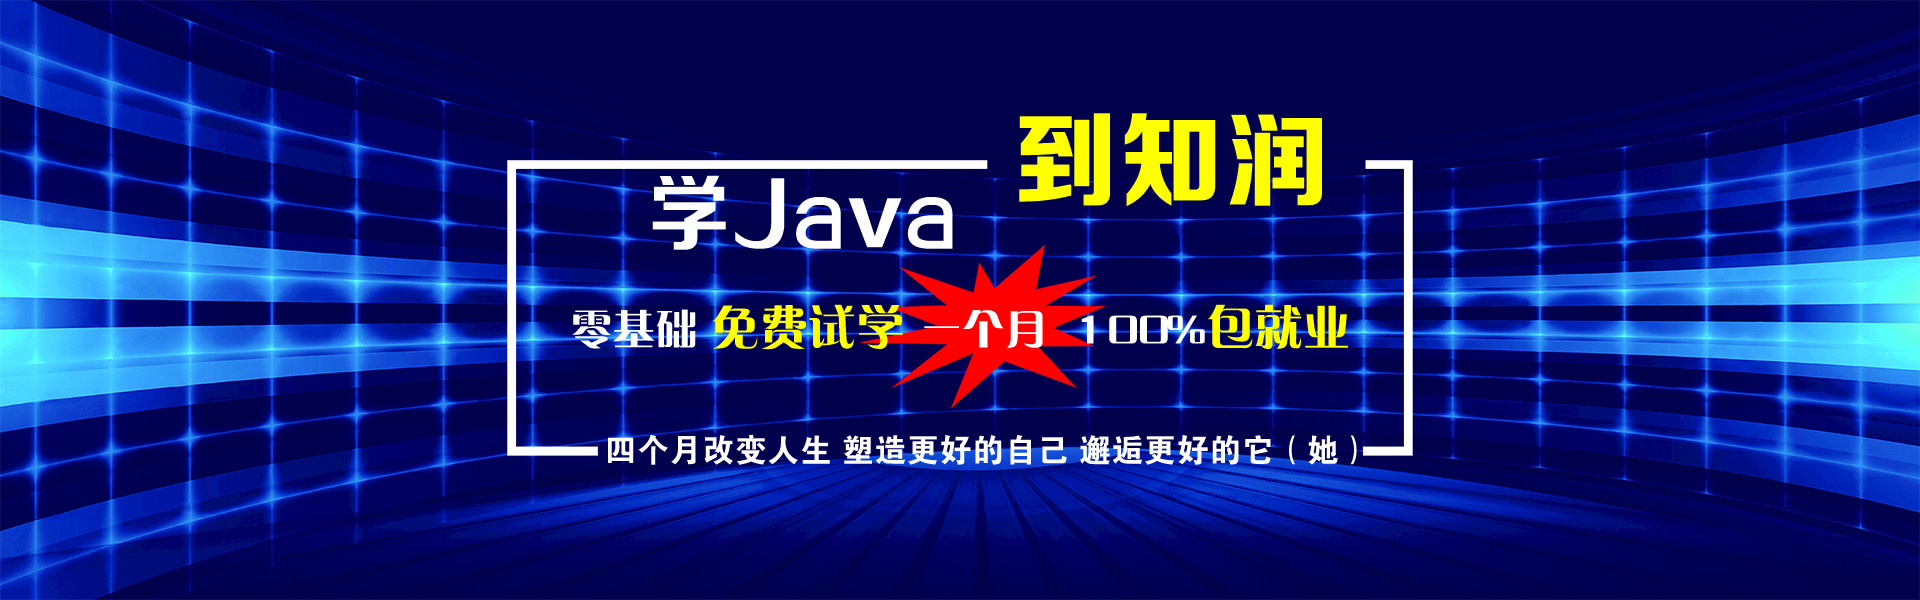 学Java 到知润
零基础 免费试学 一个月 100%包就业
四个月改变人生 塑造更好的自己 邂逅更好的它（她）